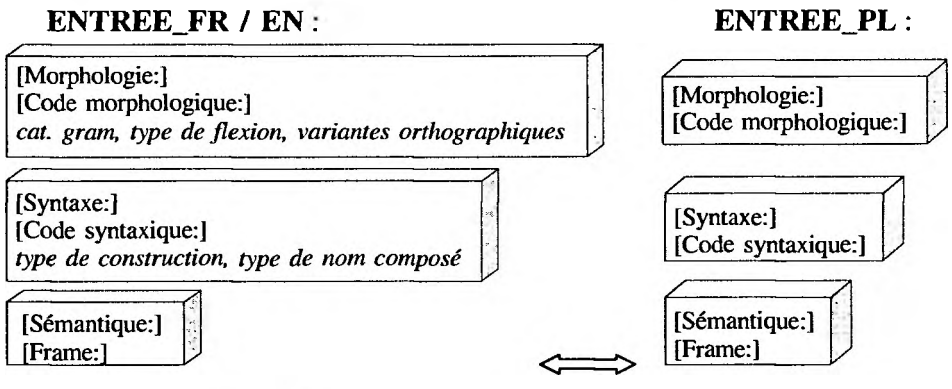 ENTREE_FR / EN :
[Morphologie:]
[Code morphologique:]
cat. gram, type de flexion, variantes orthographiques
[Syntaxe:]
[Code syntaxique:]
type de construction, type de nom composé
[Sémantique:]
[Frame:]
ENTREE_PL :
[Morphologie:]
[Code morphologique:]
[Syntaxe:]
[Code syntaxique:]
[Sémantique:]
[Frame:]